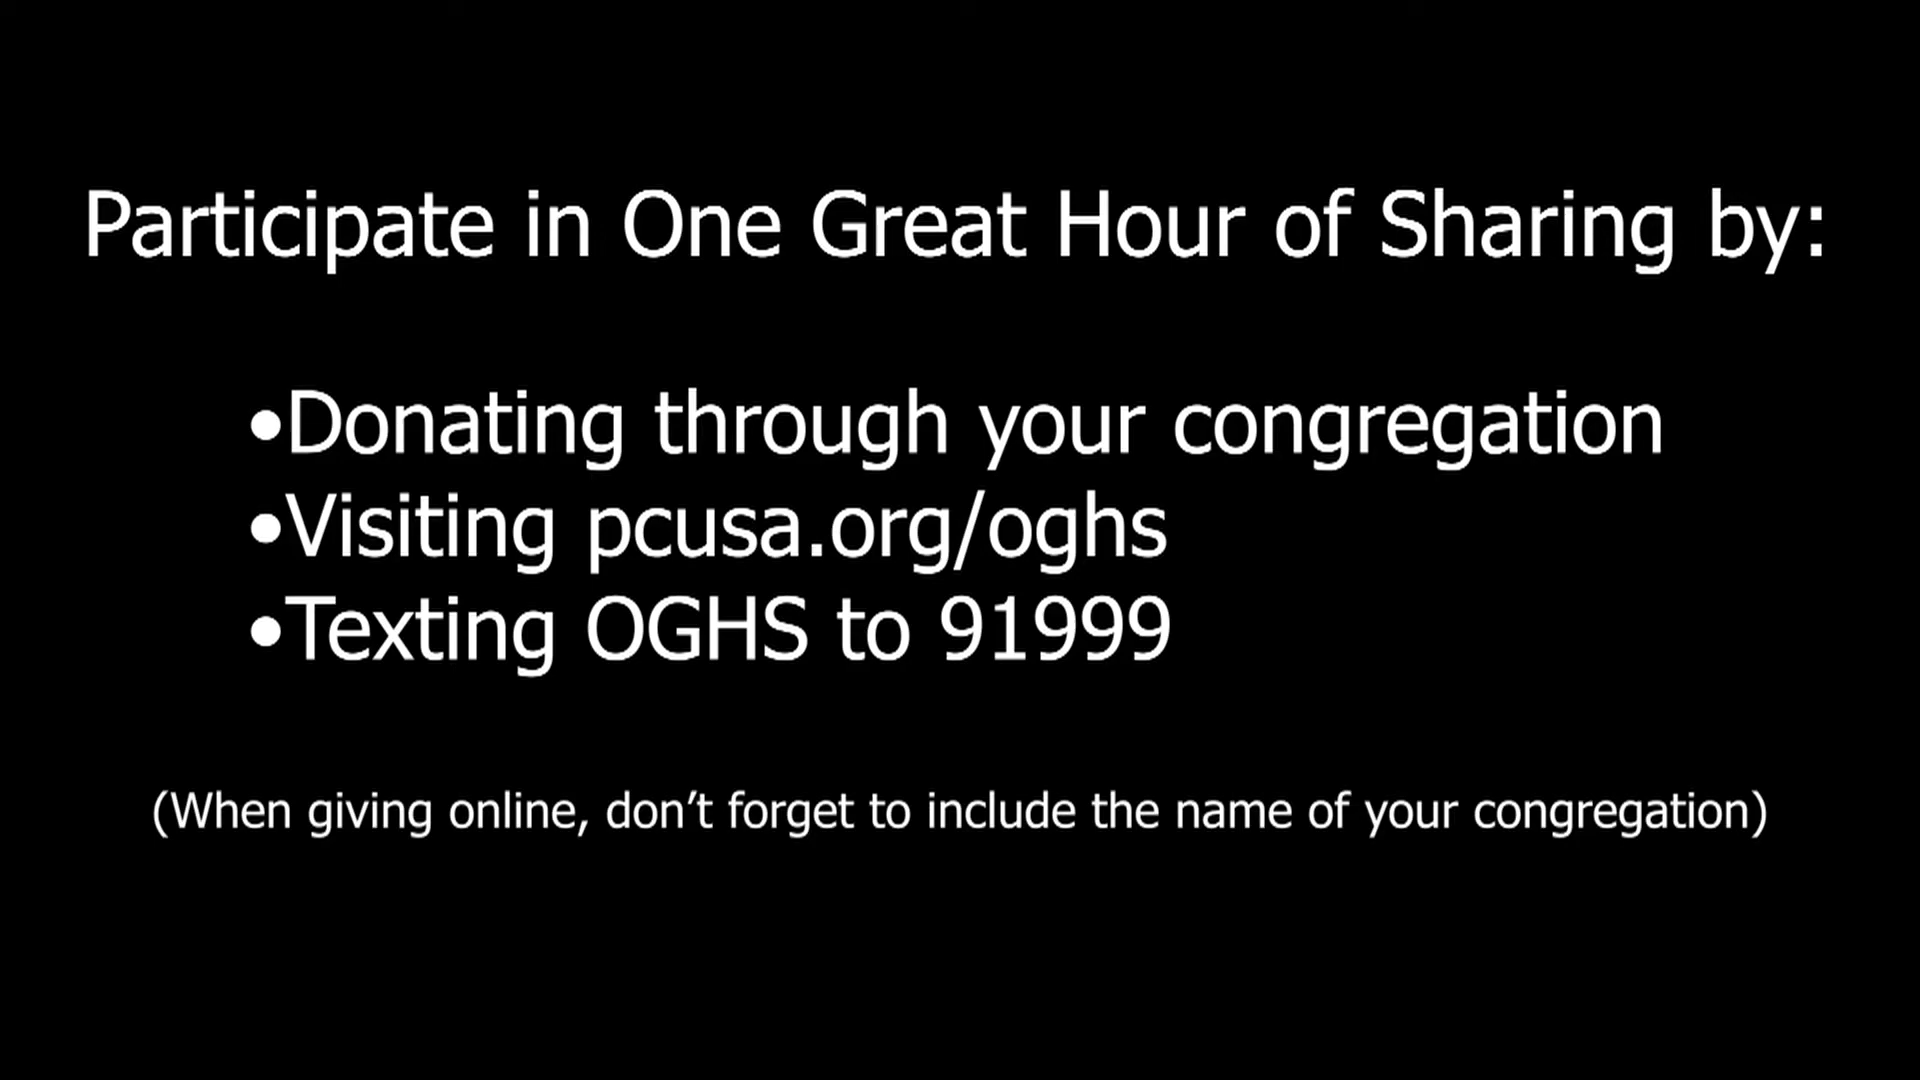 Participate in One Great Hour of Sharing by:
•Donating through your congregation
•Visiting pcusa.org/oghs
•Texting OGHS to 91999
(When giving online, don’t forget to include the name of your congregation)